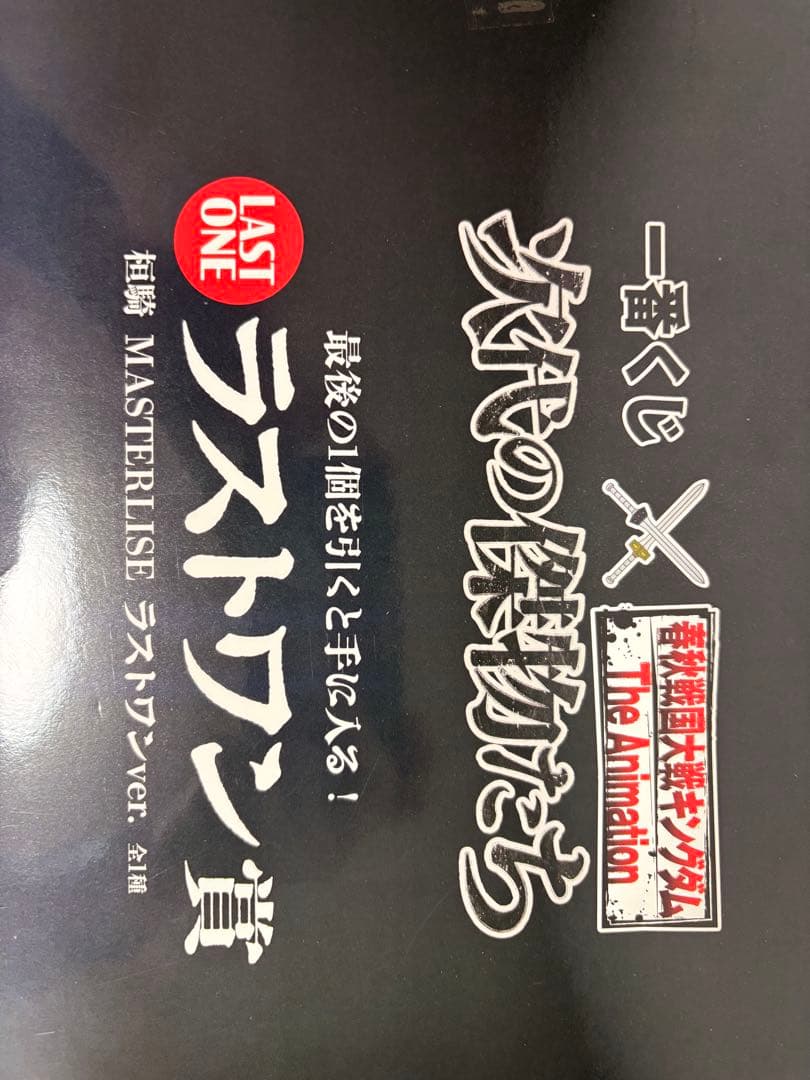 一番くじ
春秋戦国大戦キングダム
The Animation
次代の傑物たち
最後の1個を引くと手に入る!
LAST
ONE
ラストワン賞
桓騎 MASTERLISE ラストワンver. 全1種